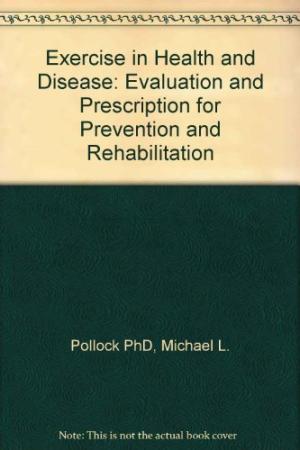 Exercise in Health and
Disease: Evaluation and
Prescription for
Prevention and
Rehabilitation
Pollock PhD, Michael L.
Note: This is not the actual book cover